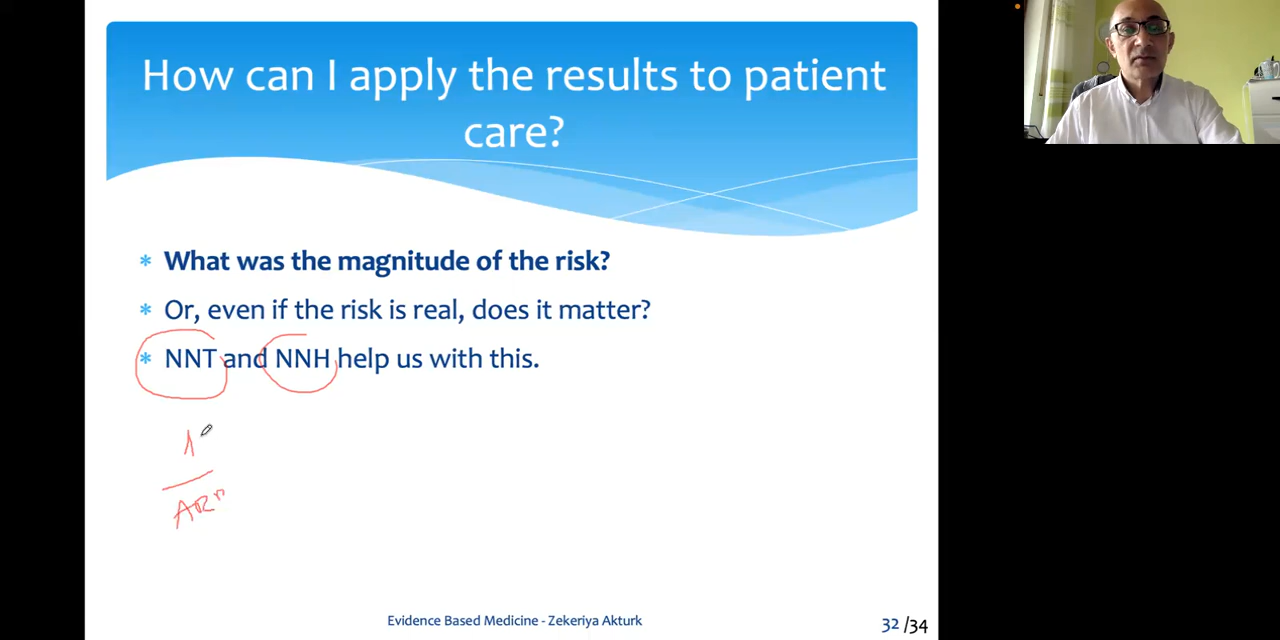 How can I apply the results to patient
care?
* What was the magnitude of the risk?
* Or, even if the risk is real, does it matter?
* NNT and NNH help us with this.
1
Evidence Based Medicine - Zekeriya Akturk
32 /34